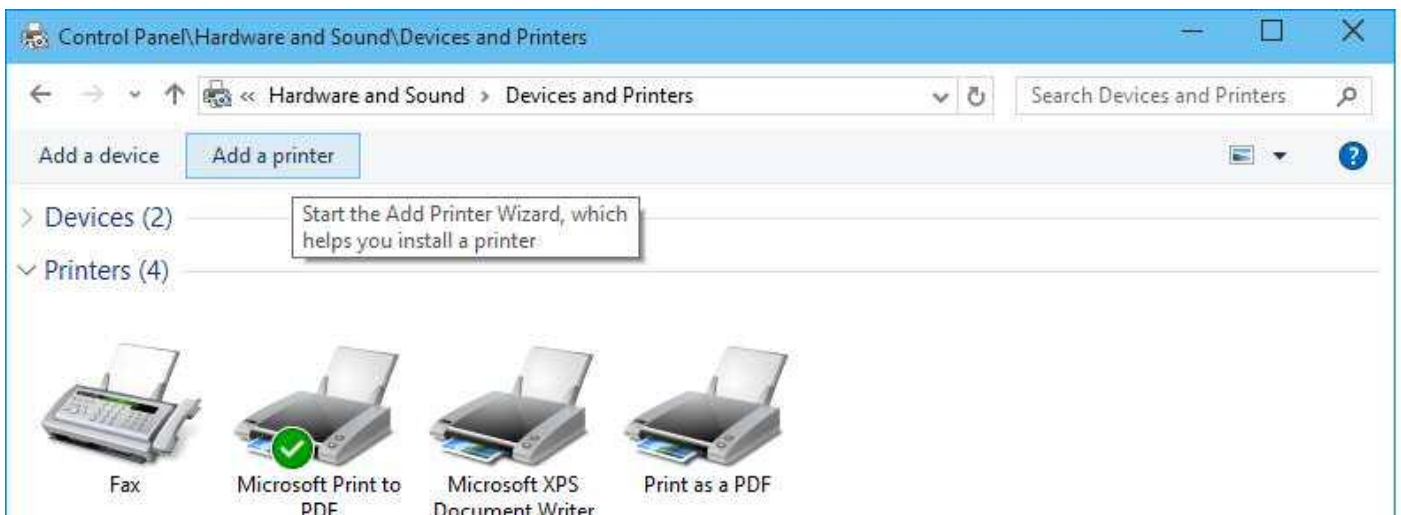 Control Panel\Hardware and Sound\Devices and Printers
« Hardware and Sound > Devices and Printers
Search Devices and Printers
Add a device
Add a printer
Devices (2)
Start the Add Printer Wizard, which
helps you install a printer
Printers (4)
Fax
Microsoft Print to
PDF
Microsoft XPS
Document Writer
Print as a PDF